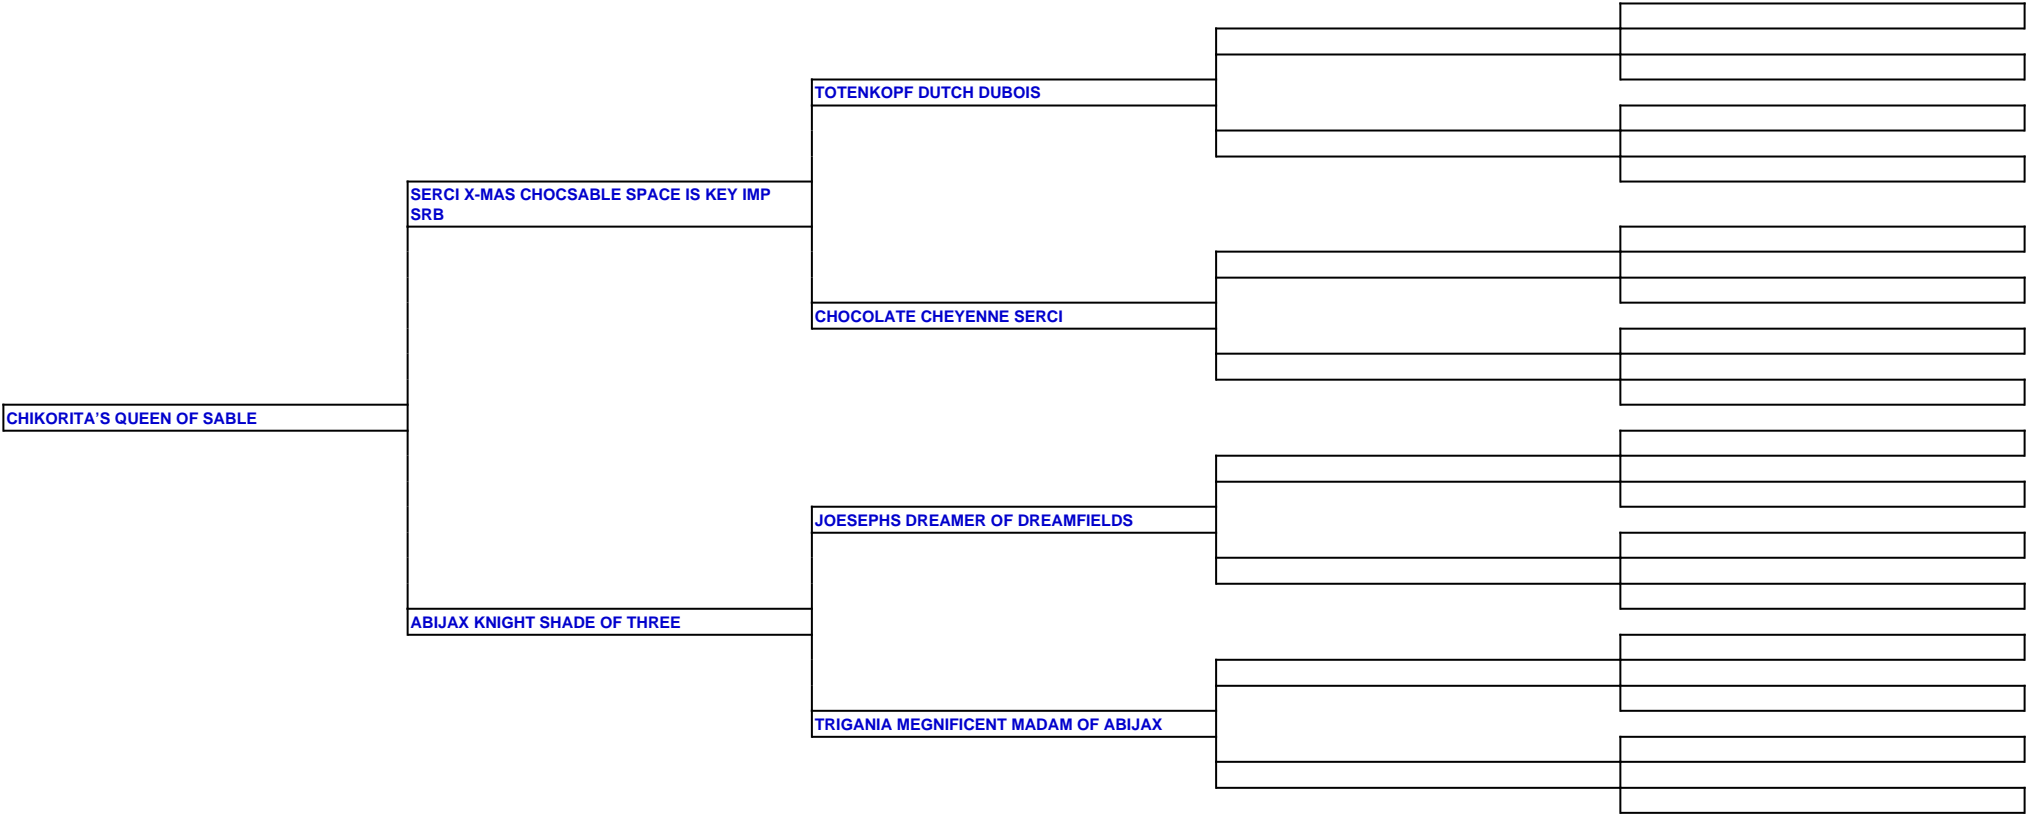 TOTENKOPF DUTCH DUBOIS
SERCI X-MAS CHOCSABLE SPACE IS KEY IMP
SRB
CHOCOLATE CHEYENNE SERCI
CHIKORITA’S QUEEN OF SABLE
JOESEPHS DREAMER OF DREAMFIELDS
ABIJAX KNIGHT SHADE OF THREE
TRIGANIA MEGNIFICENT MADAM OF ABIJAX